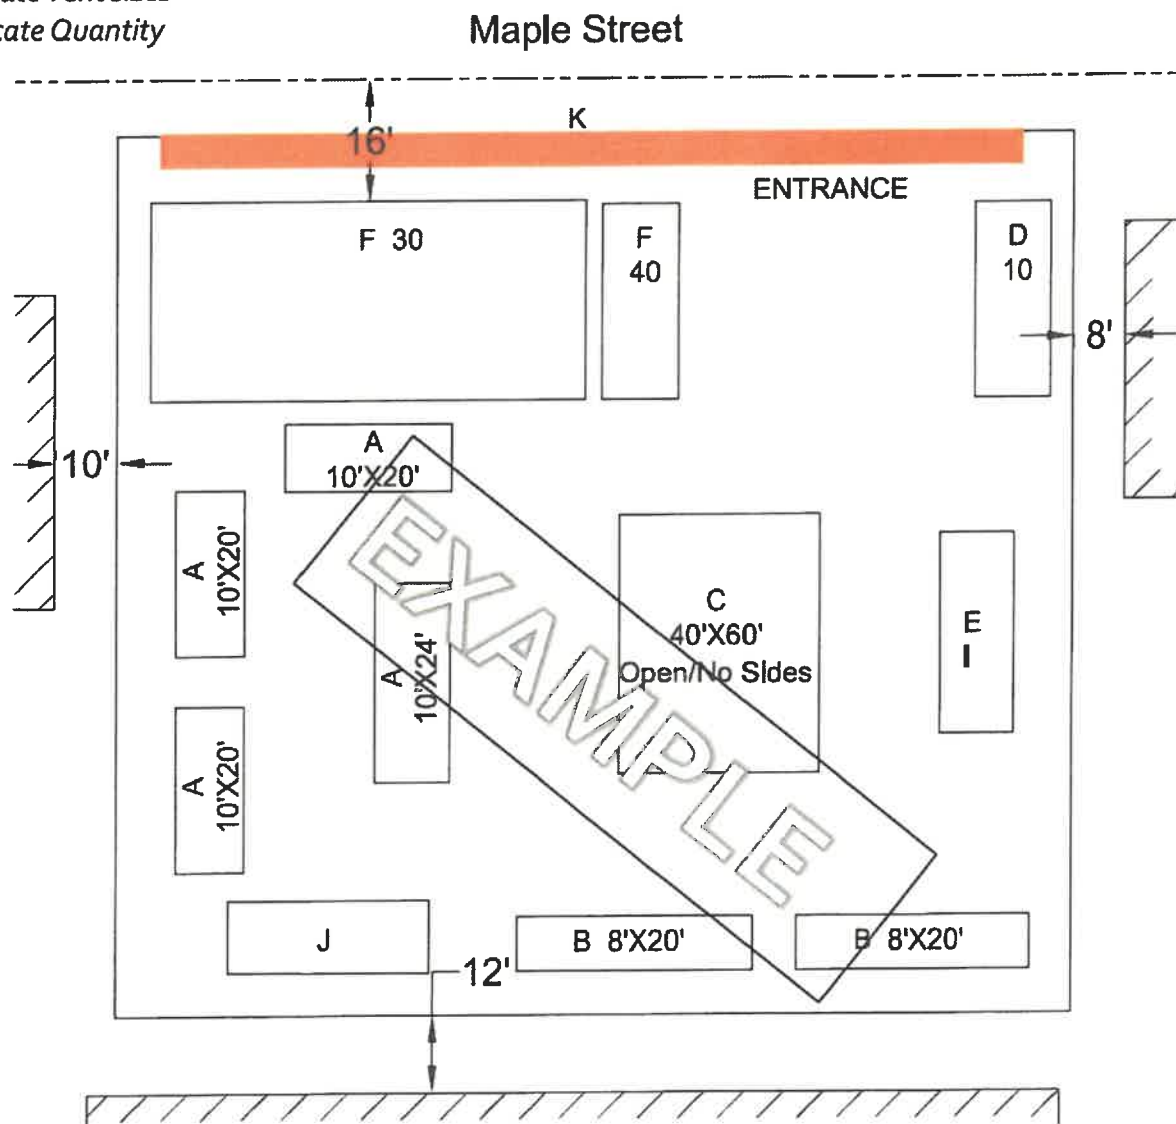 cate Quantity
Maple Street
K
16'
ENTRANCE
F 30
F
40
D
10
8'
10'
A
10'X20'
A
10'X20'
EXAMPLE
A
10'X24'
C
40'X60'
Open/No Sides
E
I
A
10'X20'
J
B 8'X20'
B 8'X20'
12'